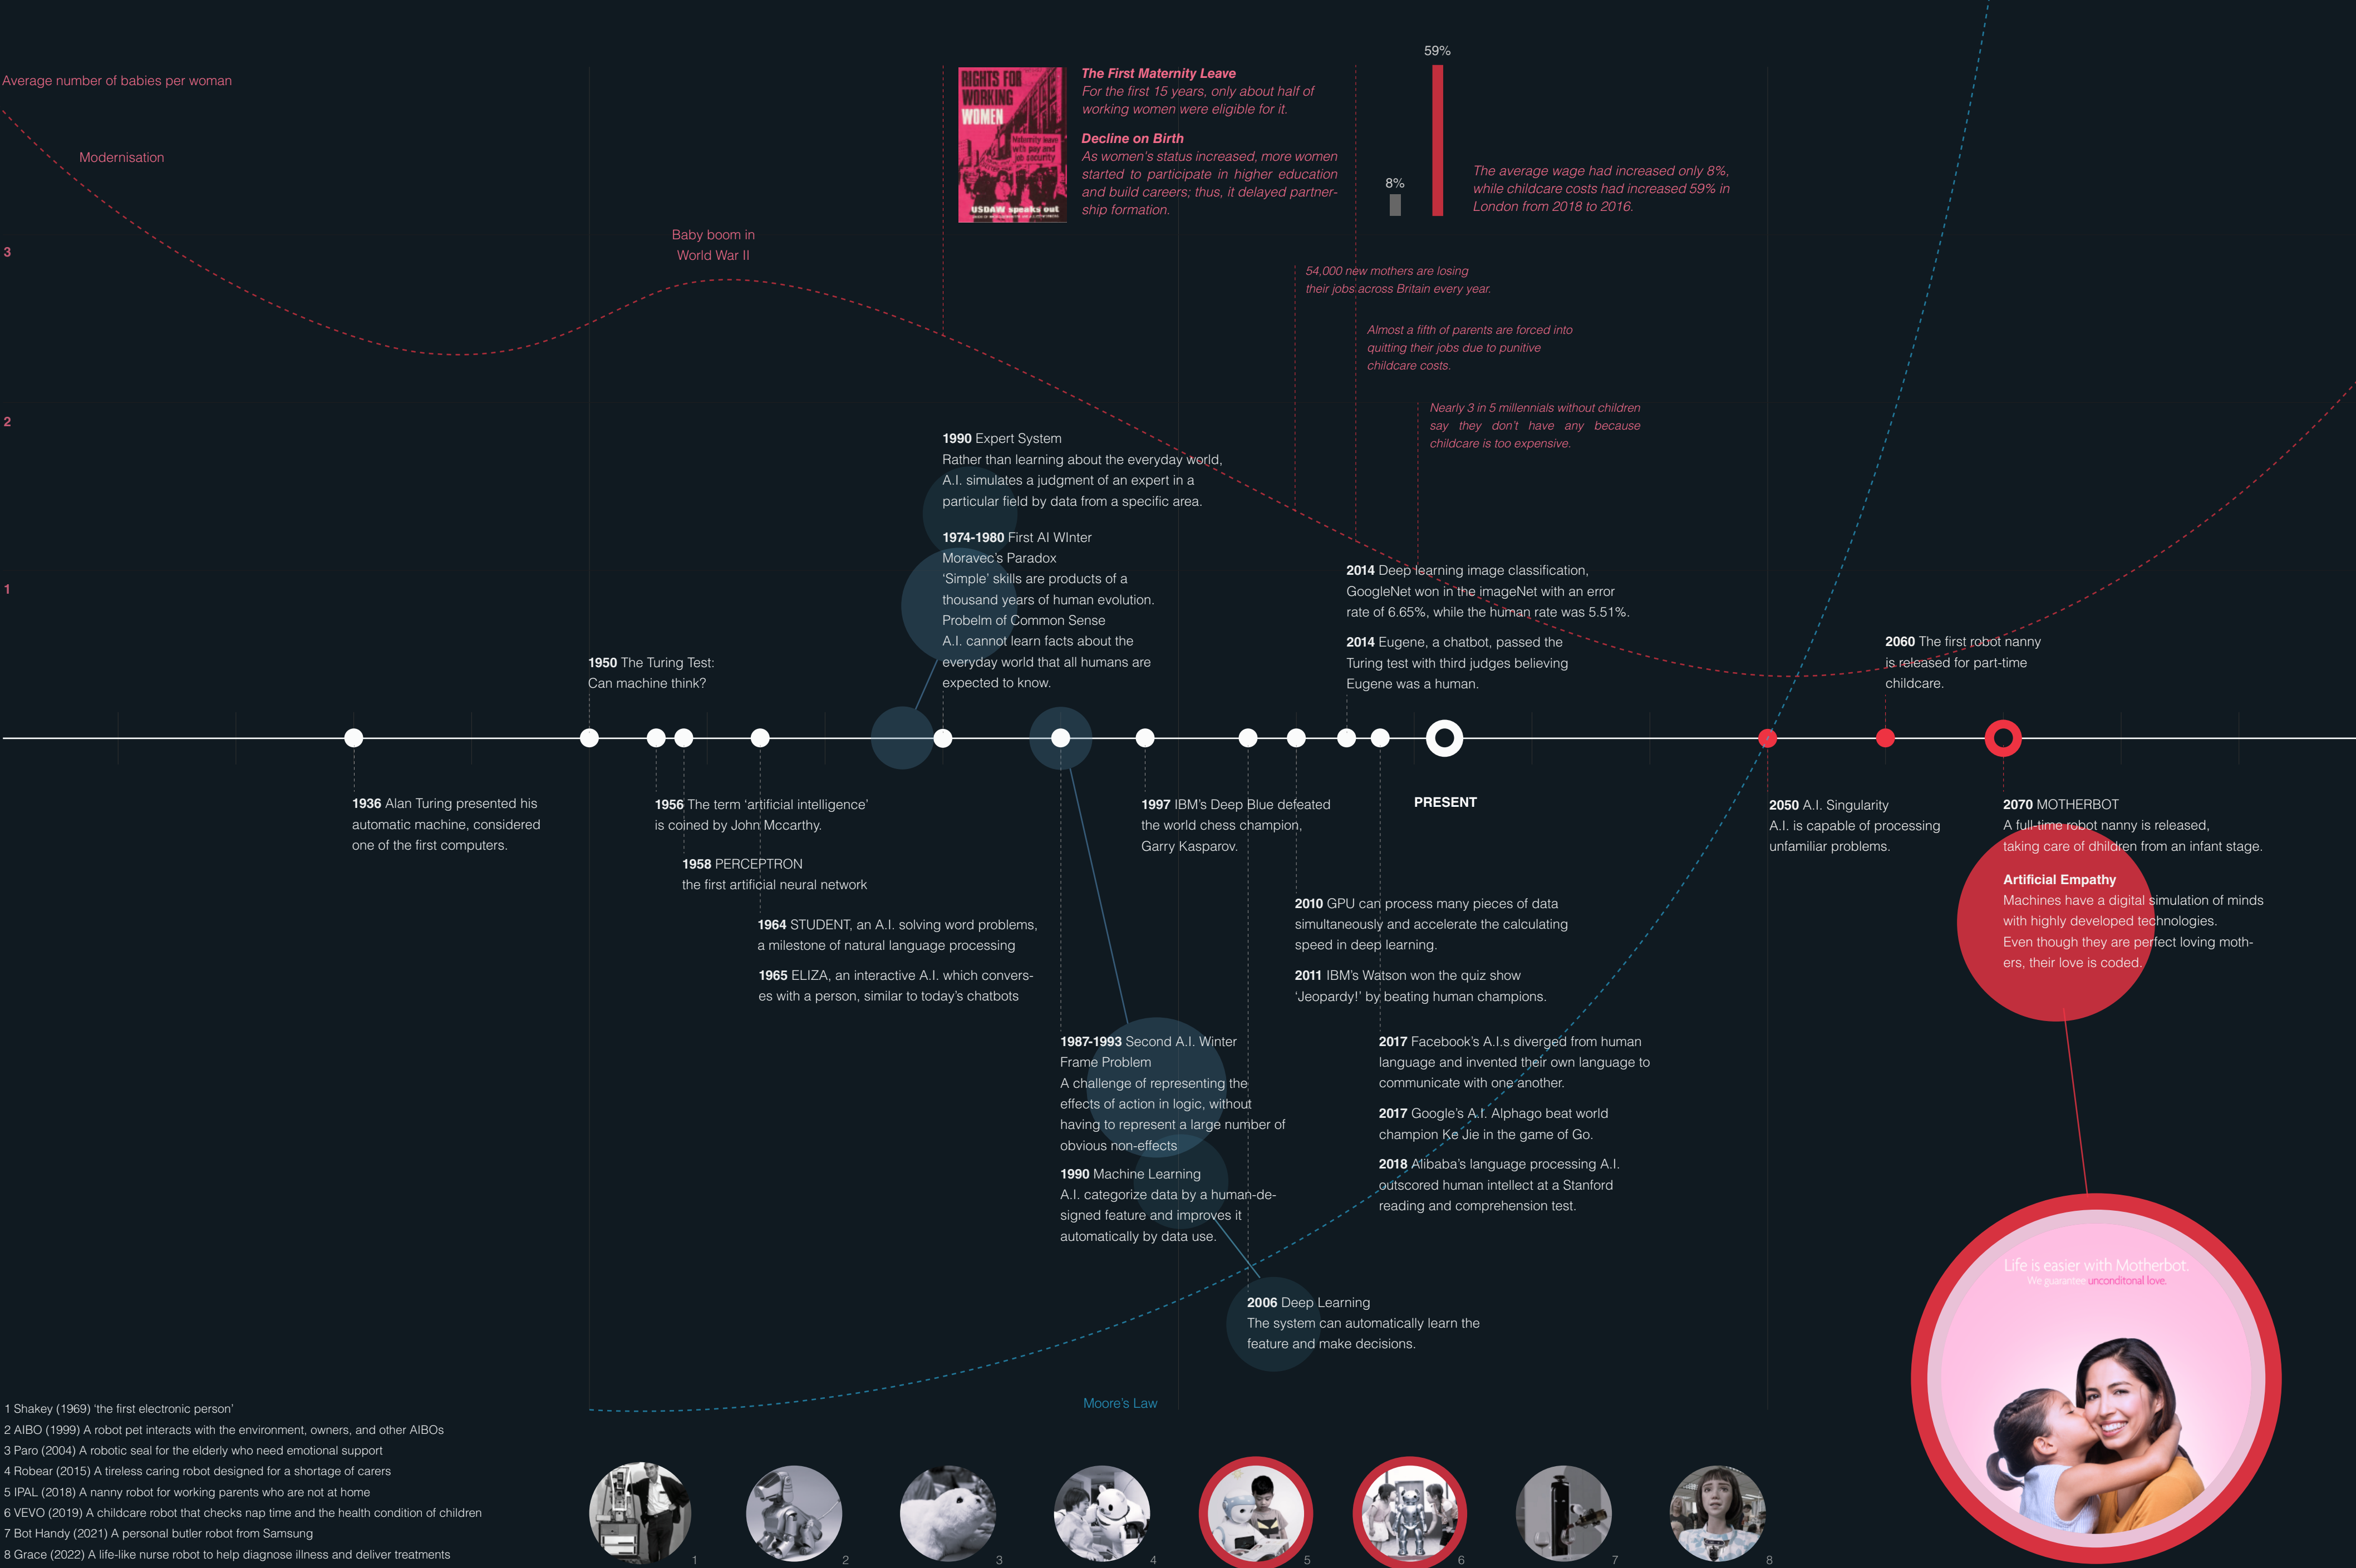 Average number of babies per woman
Modernisation
3
2
1
Baby boom in
World War II
RIGHTS FOR
WORKING
WOMEN
Maternity leave
with pay and
job security
USDAW speaks out
The First Maternity Leave
For the first 15 years, only about half of
working women were eligible for it.
Decline on Birth
As women's status increased, more women
started to participate in higher education
and build careers; thus, it delayed partner-
ship formation.
8%
59%
The average wage had increased only 8%,
while childcare costs had increased 59% in
London from 2018 to 2016.
54,000 new mothers are losing
their jobs across Britain every year.
Almost a fifth of parents are forced into
quitting their jobs due to punitive
childcare costs.
Nearly 3 in 5 millennials without children
say they don't have any because
childcare is too expensive.
1990 Expert System
Rather than learning about the everyday world,
A.I. simulates a judgment of an expert in a
particular field by data from a specific area.
1974-1980 First AI WInter
Moravec's Paradox
'Simple' skills are products of a
thousand years of human evolution.
Probelm of Common Sense
A.I. cannot learn facts about the
everyday world that all humans are
expected to know.
1950 The Turing Test:
Can machine think?
2014 Deep learning image classification,
GoogleNet won in the imageNet with an error
rate of 6.65%, while the human rate was 5.51%.
2014 Eugene, a chatbot, passed the
Turing test with third judges believing
Eugene was a human.
2060 The first robot nanny
is released for part-time
childcare.
1936 Alan Turing presented his
automatic machine, considered
one of the first computers.
1956 The term 'artificial intelligence'
is coined by John Mccarthy.
1958 PERCEPTRON
the first artificial neural network
1964 STUDENT, an A.I. solving word problems,
a milestone of natural language processing
1965 ELIZA, an interactive A.I. which convers-
es with a person, similar to today's chatbots
1987-1993 Second A.I. Winter
Frame Problem
A challenge of representing the
effects of action in logic, without
having to represent a large number of
obvious non-effects
1990 Machine Learning
A.I. categorize data by a human-de-
signed feature and improves it
automatically by data use.
1997 IBM's Deep Blue defeated
the world chess champion,
Garry Kasparov.
2006 Deep Learning
The system can automatically learn the
feature and make decisions.
2010 GPU can process many pieces of data
simultaneously and accelerate the calculating
speed in deep learning.
2011 IBM's Watson won the quiz show
'Jeopardy!' by beating human champions.
PRESENT
2017 Facebook's A.I.s diverged from human
language and invented their own language to
communicate with one another.
2017 Google's A.I. Alphago beat world
champion Ke Jie in the game of Go.
2018 Alibaba's language processing A.I.
outscored human intellect at a Stanford
reading and comprehension test.
2050 A.I. Singularity
A.I. is capable of processing
unfamiliar problems.
2070 MOTHERBOT
A full-time robot nanny is released,
taking care of dhildren from an infant stage.
Artificial Empathy
Machines have a digital simulation of minds
with highly developed technologies.
Even though they are perfect loving moth-
ers, their love is coded.
Life is easier with Motherbot.
We guarantee unconditonal love.
Moore's Law
1 Shakey (1969) 'the first electronic person'
2 AIBO (1999) A robot pet interacts with the environment, owners, and other AIBOs
3 Paro (2004) A robotic seal for the elderly who need emotional support
4 Robear (2015) A tireless caring robot designed for a shortage of carers
5 IPAL (2018) A nanny robot for working parents who are not at home
6 VEVO (2019) A childcare robot that checks nap time and the health condition of children
7 Bot Handy (2021) A personal butler robot from Samsung
8 Grace (2022) A life-like nurse robot to help diagnose illness and deliver treatments
1
2
3
4
5
6
7
8